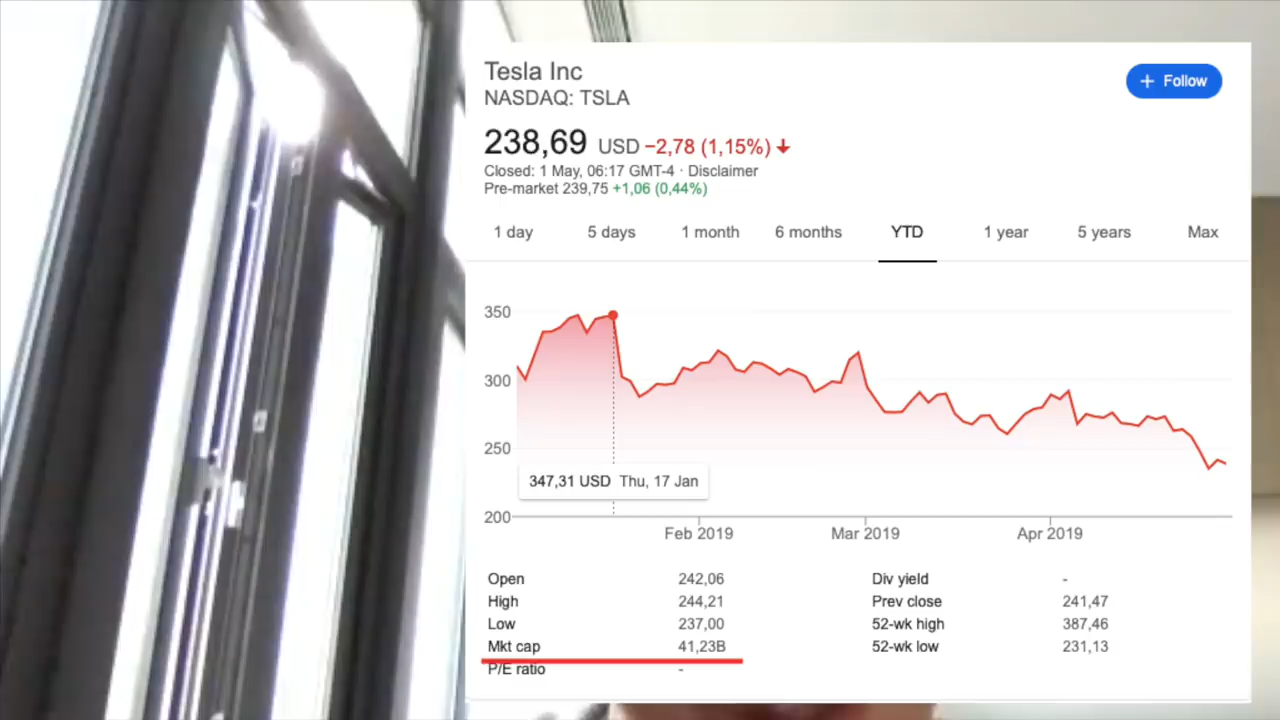 Tesla Inc
NASDAQ: TSLA
+ Follow
238,69 USD −2,78 (1,15%)
Closed: 1 May, 06:17 GMT-4 · Disclaimer
Pre-market 239,75 +1,06 (0,44%)
1 day 5 days 1 month 6 months YTD 1 year 5 years Max
350
300
250
347,31 USD Thu, 17 Jan
200
Feb 2019 Mar 2019 Apr 2019
Open 242,06 Div yield -
High 244,21 Prev close 241,47
Low 237,00 52-wk high 387,46
Mkt cap 41,23B 52-wk low 231,13
P/E ratio -